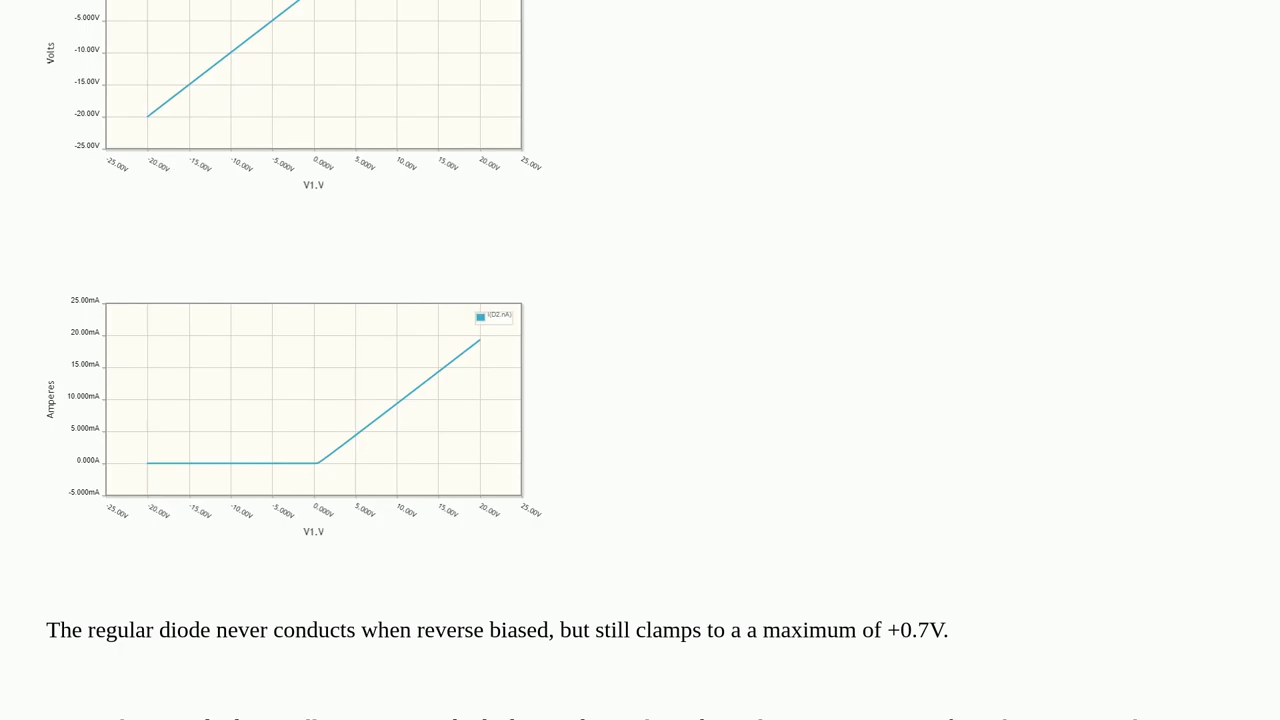 -5.000V
Volts
-10.00V
-15.00V
-20.00V
-25.00V
-25.00V -20.00V -15.00V -10.00V -5.000V 0.000V 5.000V 10.00V 15.00V 20.00V 25.00V
V1.V
25.00mA
I(D2.nA)
20.00mA
15.00mA
Amperes
10.000mA
5.000mA
0.000A
-5.000mA
-25.00V -20.00V -15.00V -10.00V -5.000V 0.000V 5.000V 10.00V 15.00V 20.00V 25.00V
V1.V
The regular diode never conducts when reverse biased, but still clamps to a a maximum of +0.7V.